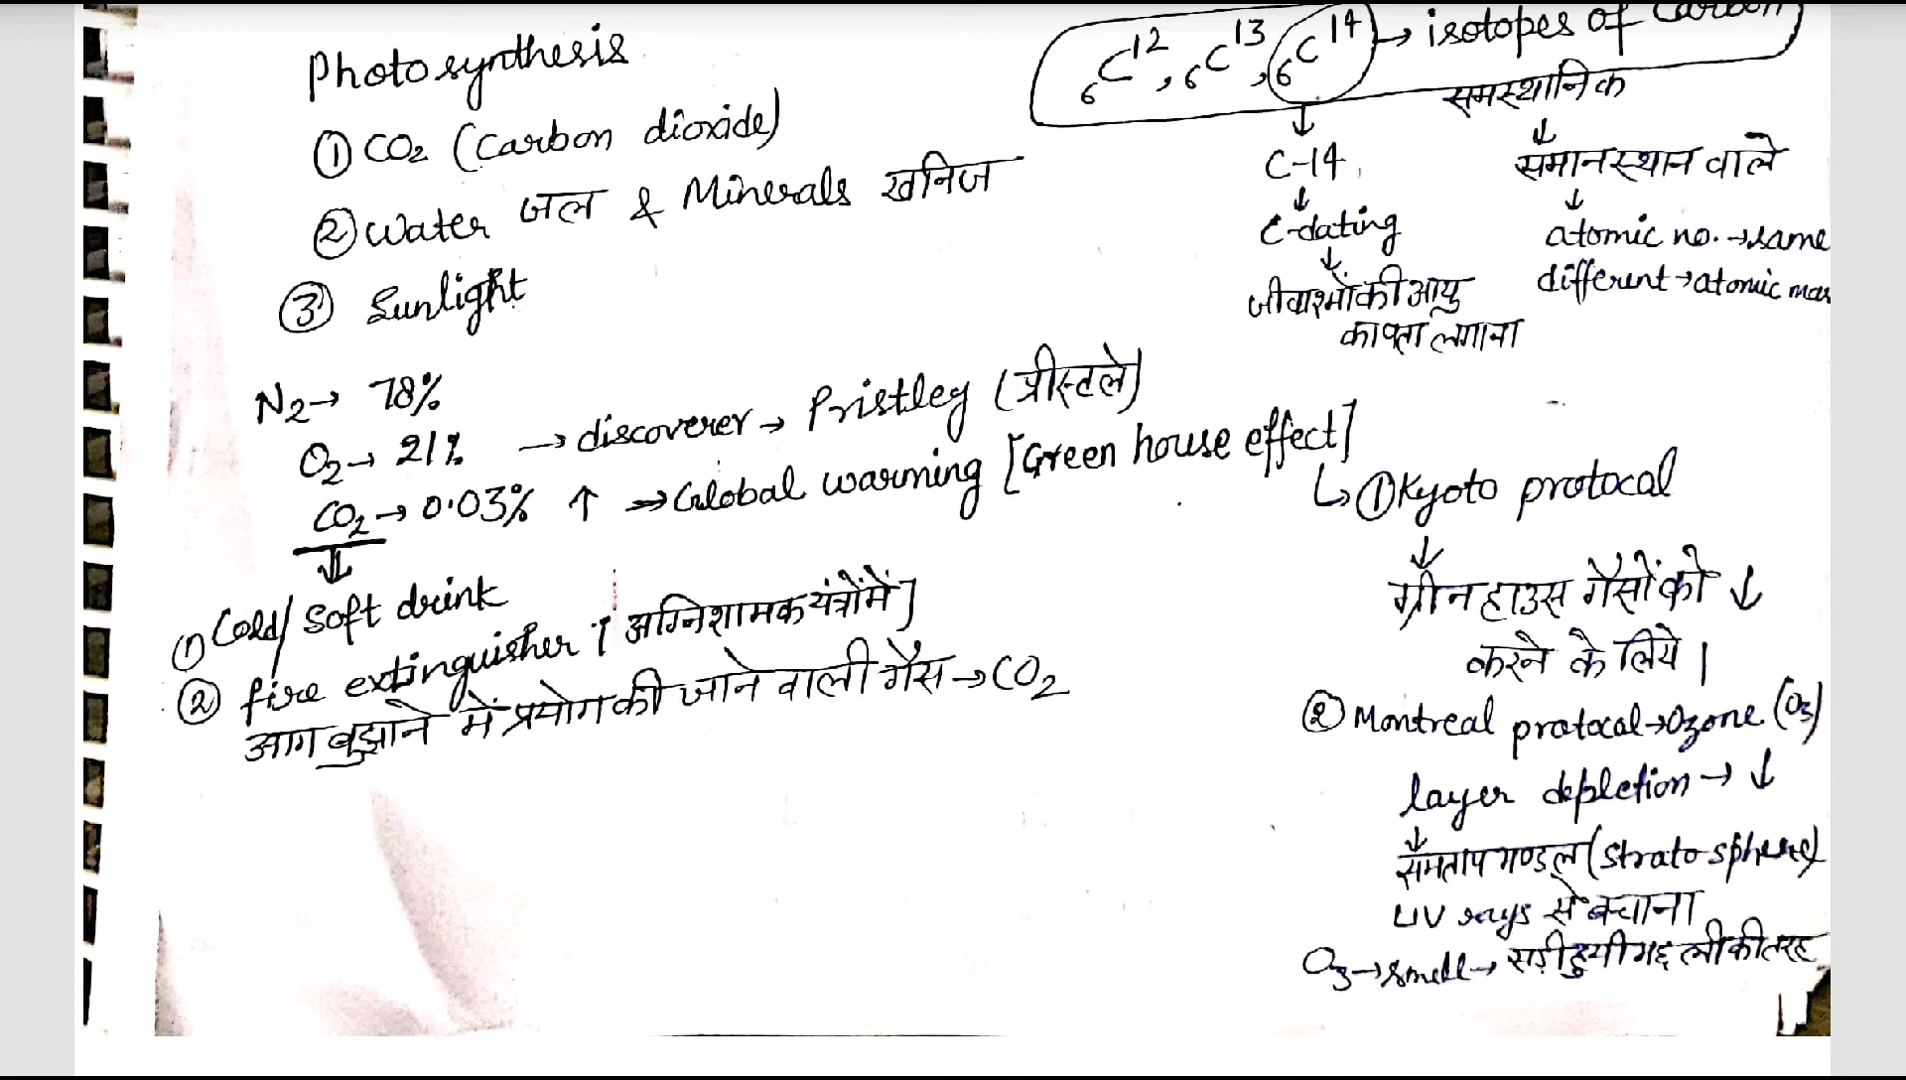 Photosynthesis
① CO₂ (Carbon dioxide)
② Water जल & Minerals खनिज
③ Sunlight
₆C¹², ₆C¹³, ₆C¹⁴ → isotopes of Carbon
समस्थानिक
↓
समान स्थान वाले
↓
atomic no. → same
different → atomic mas
↓
C-14
↓
C-dating
↓
जीवाश्मों की आयु
का पता लगाना
N₂ → 78%
O₂ → 21% → discoverer → Pristley (प्रीस्टले)
CO₂ → 0.03% ↑ → Global warming [Green house effect]
↓
① Cold/ Soft drink
② fire extinguisher [अग्निशामक यंत्रों में]
आग बुझाने में प्रयोग की जाने वाली गैस → CO₂
↳ ① Kyoto protocal
↓
ग्रीन हाउस गैसों को ↓
करने के लिये।
② Montreal protocal → Ozone (O₃)
layer depletion → ↓
↓
समताप मण्डल (Stratosphere)
UV rays से बचाना
O₃ → smell → सड़ी हुयी मछली की तरह